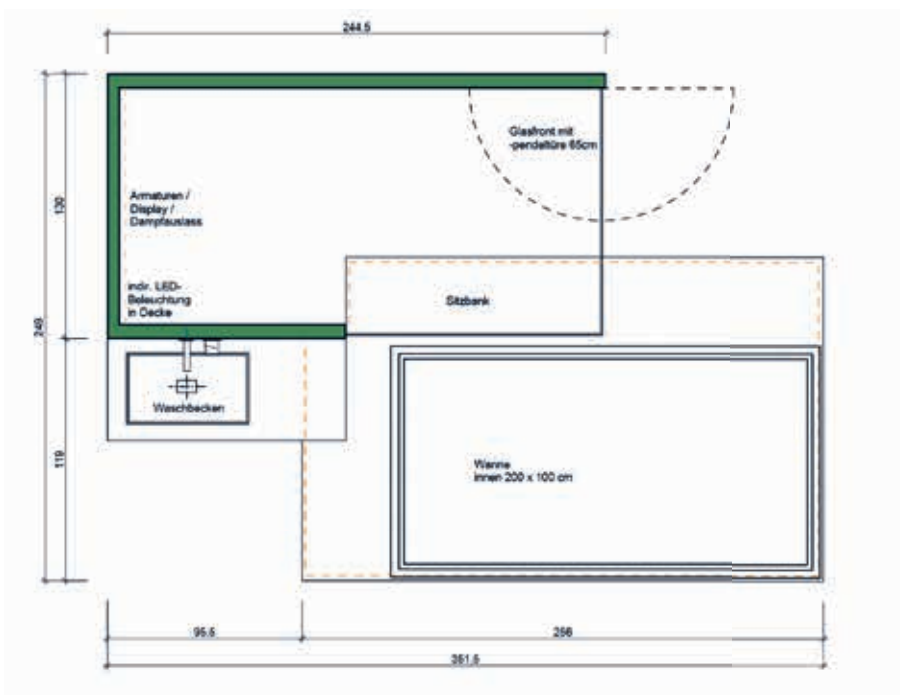 244.5
Glasfront mit
-pendeltüre 65cm
130
Armaturen /
Display /
Dampfauslass
indir. LED-
Beleuchtung
in Decke
Sitzbank
249
Waschbecken
119
Wanne
innen 200 x 100 cm
95.5
256
351.5